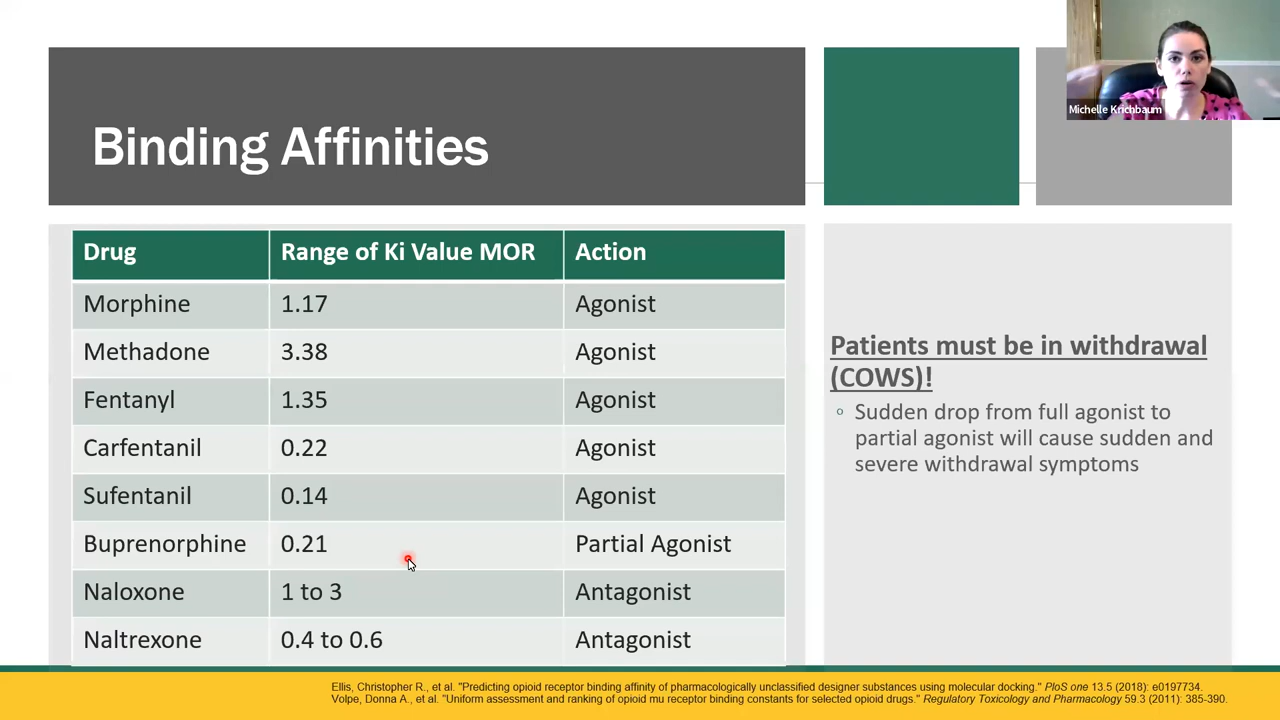 Michelle Krichbaum
Binding Affinities
Drug Range of Ki Value MOR Action
Morphine 1.17 Agonist
Methadone 3.38 Agonist
Fentanyl 1.35 Agonist
Carfentanil 0.22 Agonist
Sufentanil 0.14 Agonist
Buprenorphine 0.21 Partial Agonist
Naloxone 1 to 3 Antagonist
Naltrexone 0.4 to 0.6 Antagonist
Patients must be in withdrawal
(COWS)!
Sudden drop from full agonist to
partial agonist will cause sudden and
severe withdrawal symptoms
Ellis, Christopher R., et al. "Predicting opioid receptor binding affinity of pharmacologically unclassified designer substances using molecular docking." PloS one 13.5 (2018): e0197734.
Volpe, Donna A., et al. "Uniform assessment and ranking of opioid mu receptor binding constants for selected opioid drugs." Regulatory Toxicology and Pharmacology 59.3 (2011): 385-390.